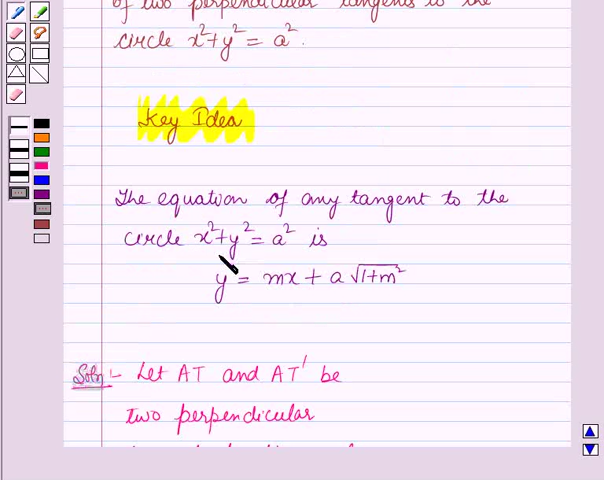 of two perpendicular tangents to the
circle x²+y² = a².
Key Idea
The equation of any tangent to the
circle x²+y² = a² is
y = mx + a √1+m²
Soln:- Let AT and AT' be
two perpendicular